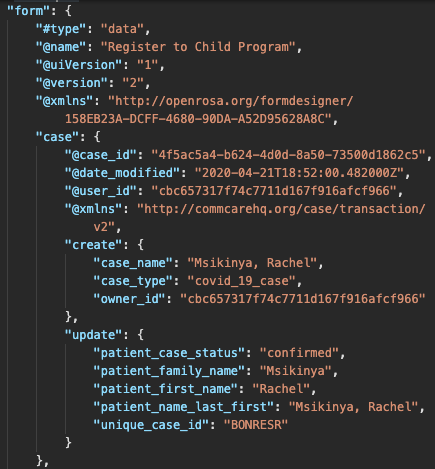 "form": {
"#type": "data",
"@name": "Register to Child Program",
"@uiVersion": "1",
"@version": "2",
"@xmlns": "http://openrosa.org/formdesigner/
158EB23A-DCFF-4680-90DA-A52D95628A8C",
"case": {
"@case_id": "4f5ac5a4-b624-4d0d-8a50-73500d1862c5",
"@date_modified": "2020-04-21T18:52:00.482000Z",
"@user_id": "cbc657317f74c7711d167f916afcf966",
"@xmlns": "http://commcarehq.org/case/transaction/
v2",
"create": {
"case_name": "Msikinya, Rachel",
"case_type": "covid_19_case",
"owner_id": "cbc657317f74c7711d167f916afcf966"
},
"update": {
"patient_case_status": "confirmed",
"patient_family_name": "Msikinya",
"patient_first_name": "Rachel",
"patient_name_last_first": "Msikinya, Rachel",
"unique_case_id": "BONRESR"
}
},